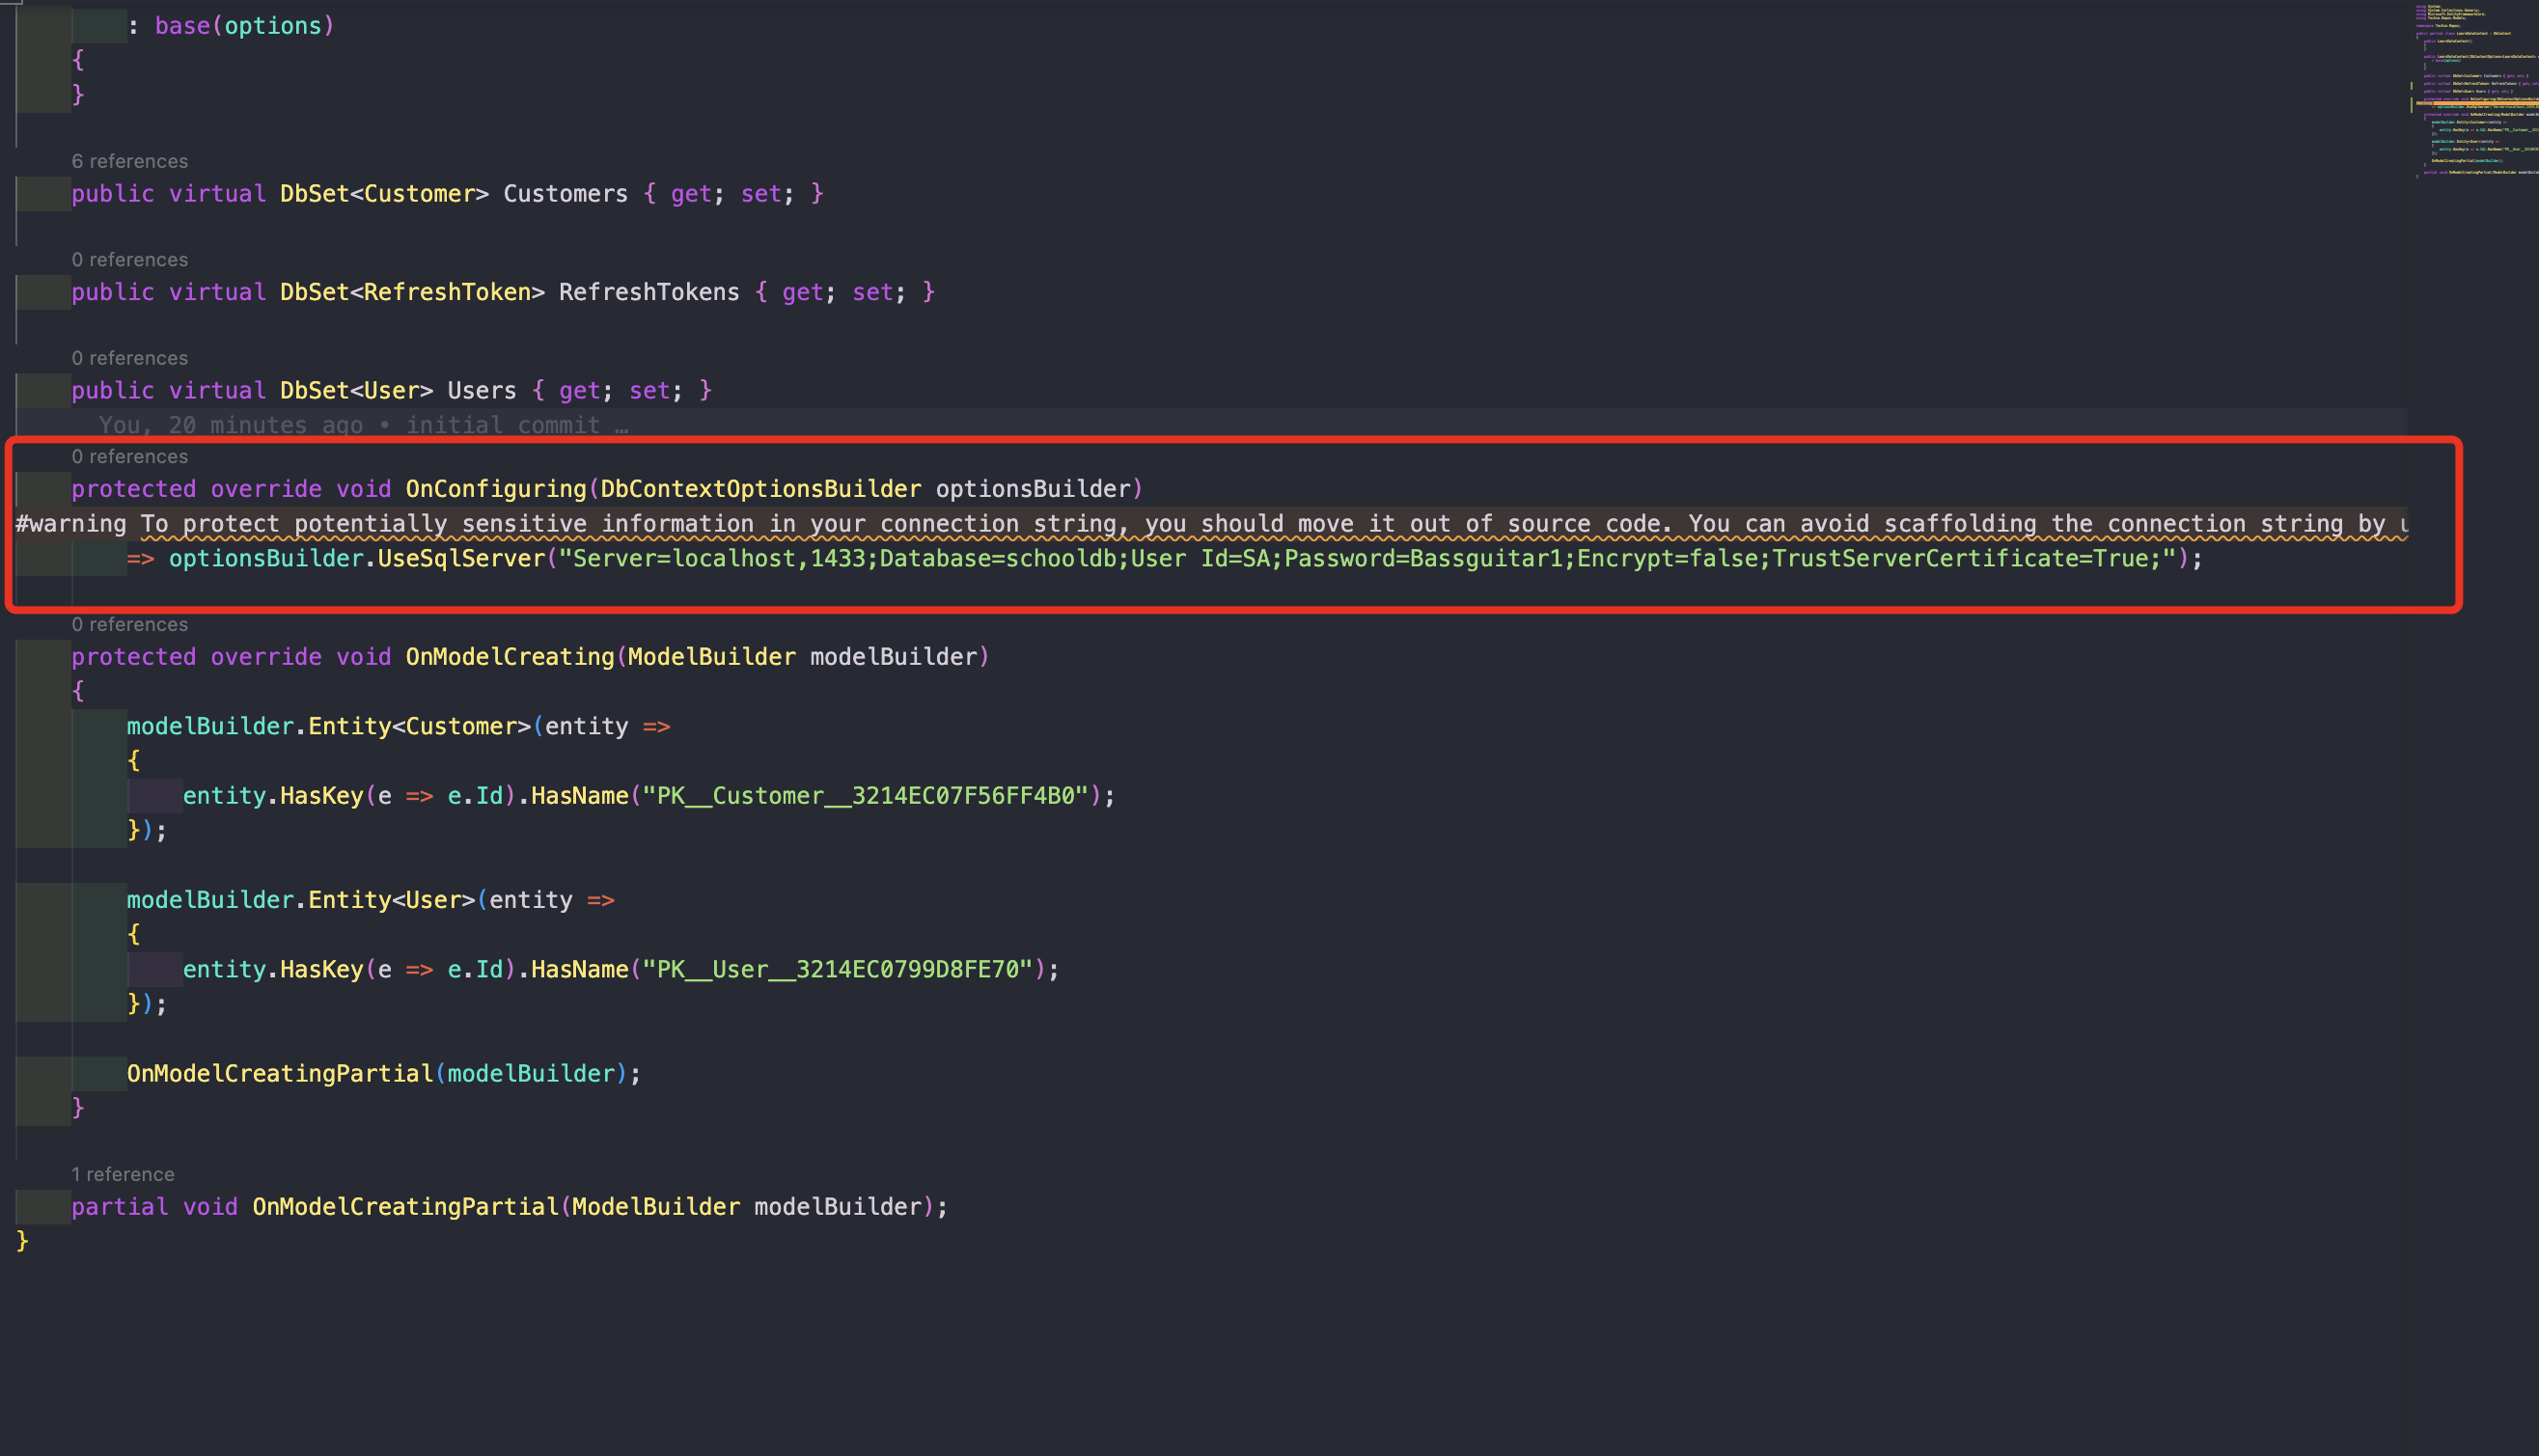 : base(options)
{
}
6 references
public virtual DbSet<Customer> Customers { get; set; }
0 references
public virtual DbSet<RefreshToken> RefreshTokens { get; set; }
0 references
public virtual DbSet<User> Users { get; set; }
You, 20 minutes ago • initial commit …
0 references
protected override void OnConfiguring(DbContextOptionsBuilder optionsBuilder)
#warning To protect potentially sensitive information in your connection string, you should move it out of source code. You can avoid scaffolding the connection string by u
=> optionsBuilder.UseSqlServer("Server=localhost,1433;Database=schooldb;User Id=SA;Password=Bassguitar1;Encrypt=false;TrustServerCertificate=True;");
0 references
protected override void OnModelCreating(ModelBuilder modelBuilder)
{
modelBuilder.Entity<Customer>(entity =>
{
entity.HasKey(e => e.Id).HasName("PK__Customer__3214EC07F56FF4B0");
});
modelBuilder.Entity<User>(entity =>
{
entity.HasKey(e => e.Id).HasName("PK__User__3214EC0799D8FE70");
});
OnModelCreatingPartial(modelBuilder);
}
1 reference
partial void OnModelCreatingPartial(ModelBuilder modelBuilder);
}